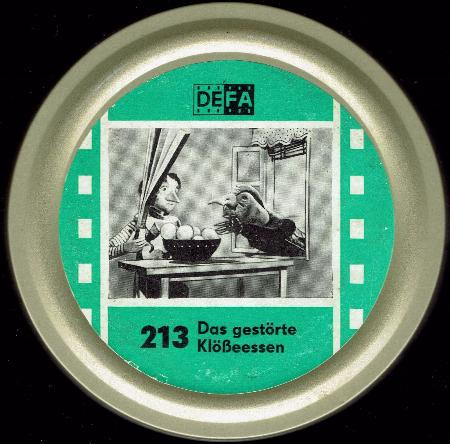 DEFA
213 Das gestörte
Klößeessen